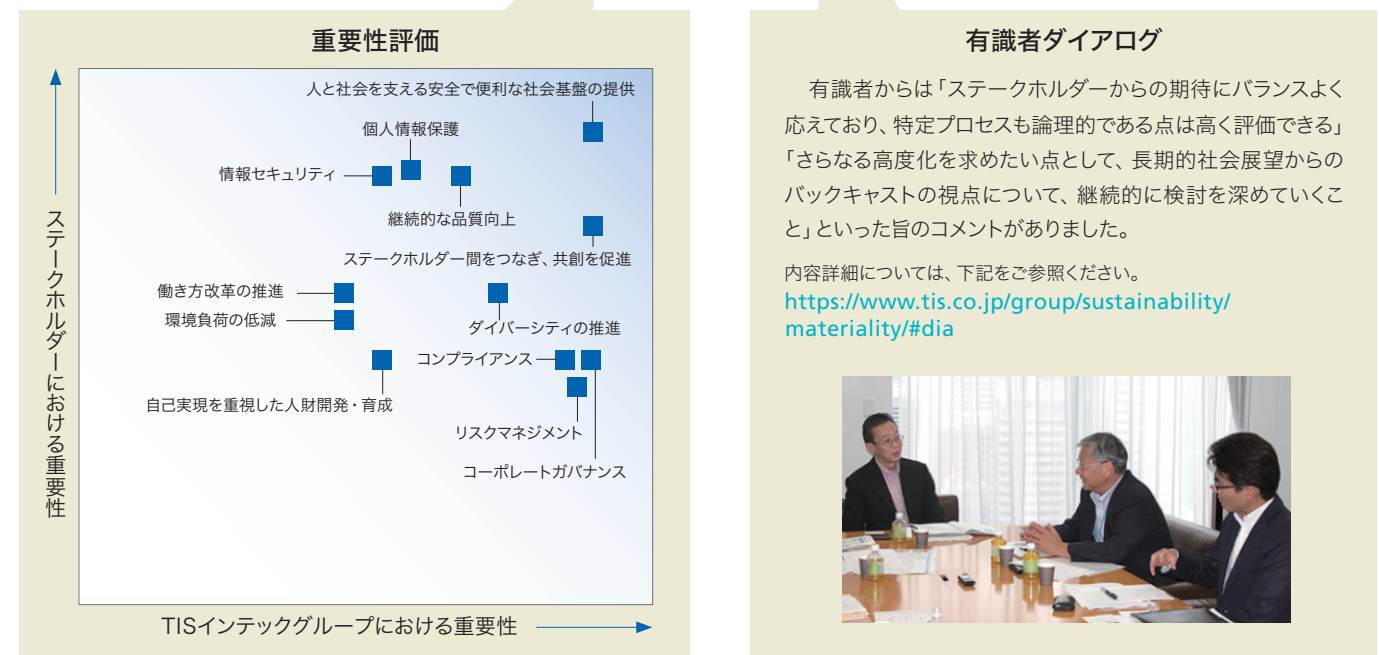 重要性評価
人と社会を支える安全で便利な社会基盤の提供
個人情報保護
情報セキュリティ
継続的な品質向上
ステークホルダー間をつなぎ、共創を促進
働き方改革の推進
環境負荷の低減
ダイバーシティの推進
コンプライアンス
自己実現を重視した人財開発・育成
リスクマネジメント
コーポレートガバナンス
ステークホルダーにおける重要性
TISインテックグループにおける重要性
有識者ダイアログ
有識者からは「ステークホルダーからの期待にバランスよく
応えており、特定プロセスも論理的である点は高く評価できる」
「さらなる高度化を求めたい点として、長期的社会展望からの
バックキャストの視点について、継続的に検討を深めていくこ
と」といった旨のコメントがありました。
内容詳細については、下記をご参照ください。
https://www.tis.co.jp/group/sustainability/
materiality/#dia